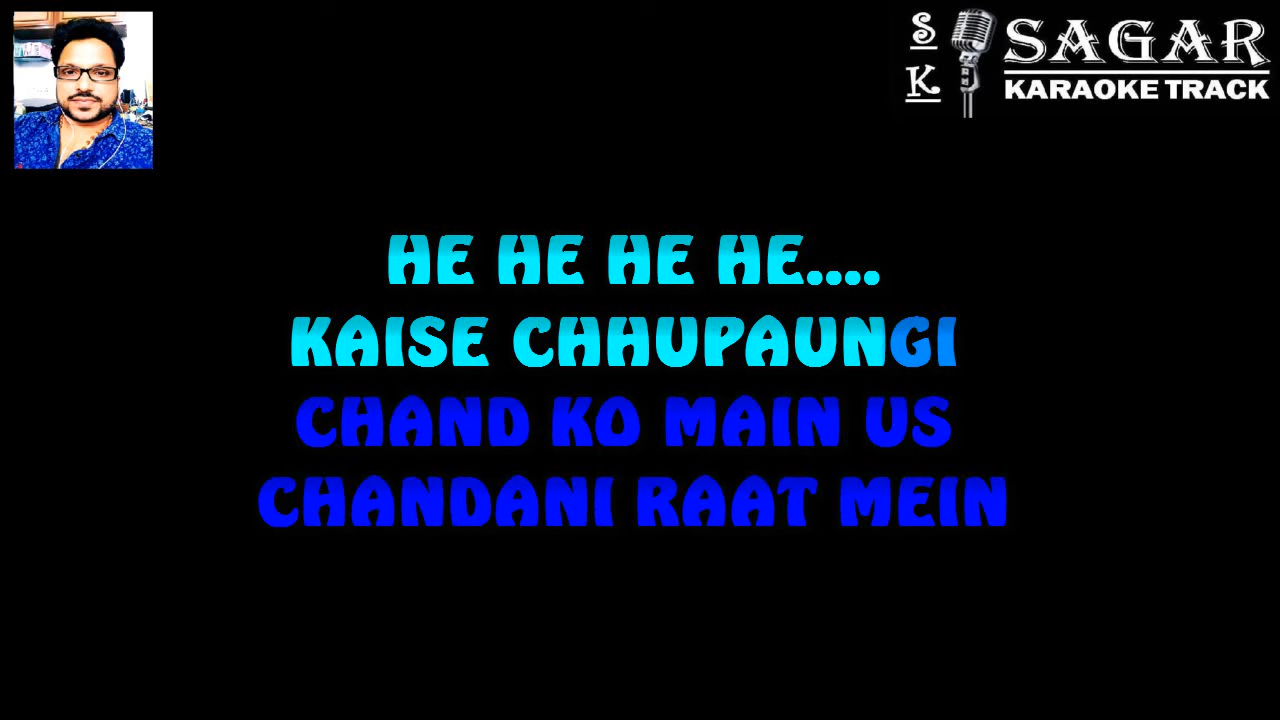 S K
SAGAR
KARAOKE TRACK
HE HE HE HE....
KAISE CHHUPAUNGI
CHAND KO MAIN US
CHANDANI RAAT MEIN